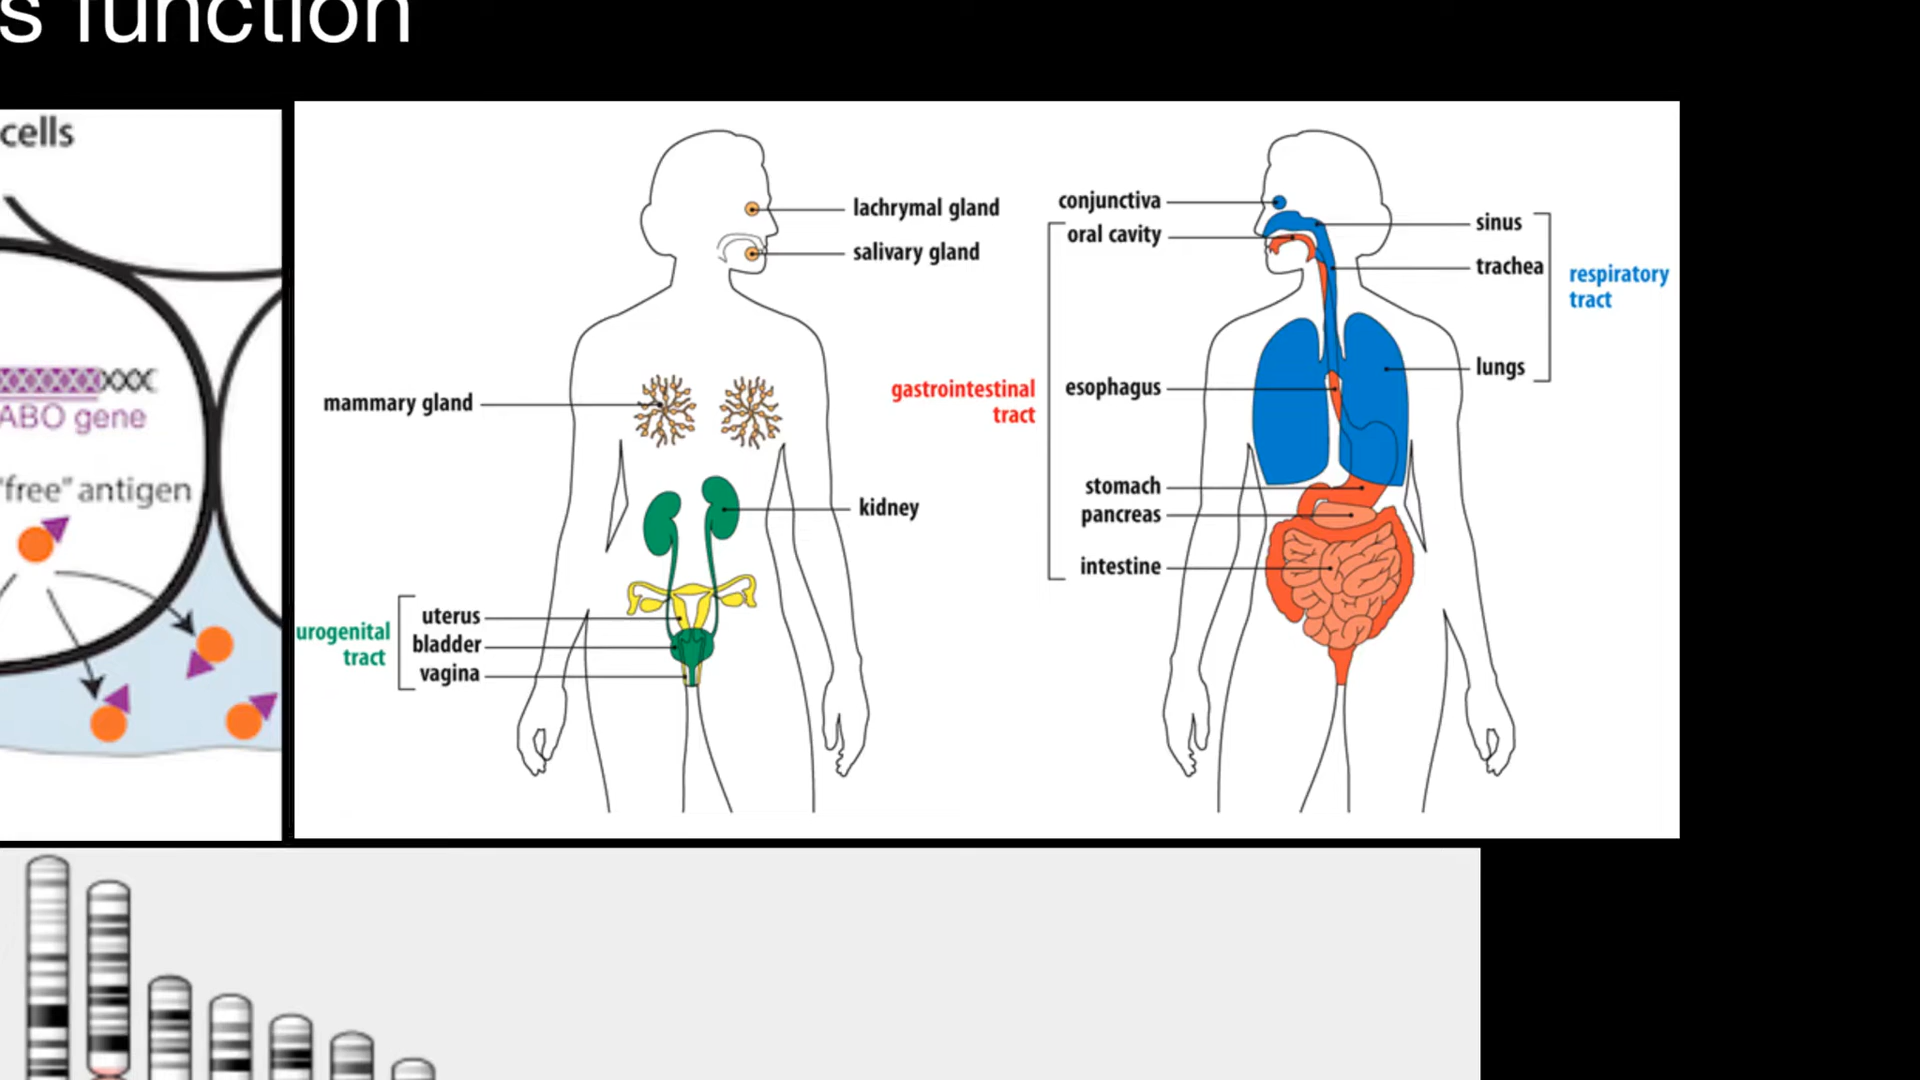 s function
cells
ABO gene
"free" antigen
lachrymal gland
salivary gland
mammary gland
kidney
urogenital
tract
uterus
bladder
vagina
conjunctiva
oral cavity
gastrointestinal
tract
esophagus
stomach
pancreas
intestine
sinus
trachea
respiratory
tract
lungs